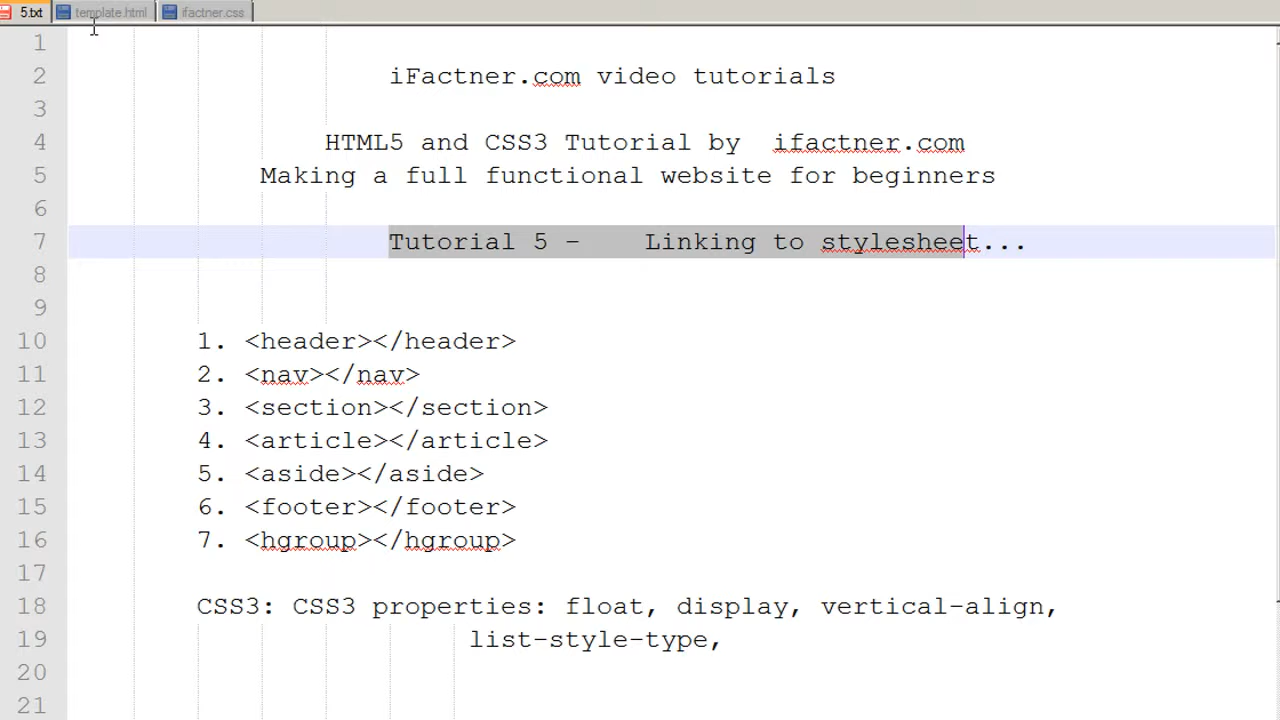 5.txt template.html ifactner.css
1
2 iFactner.com video tutorials
3
4 HTML5 and CSS3 Tutorial by ifactner.com
5 Making a full functional website for beginners
6
7 Tutorial 5 - Linking to stylesheet...
8
9
10 1. <header></header>
11 2. <nav></nav>
12 3. <section></section>
13 4. <article></article>
14 5. <aside></aside>
15 6. <footer></footer>
16 7. <hgroup></hgroup>
17
18 CSS3: CSS3 properties: float, display, vertical-align,
19 list-style-type,
20
21